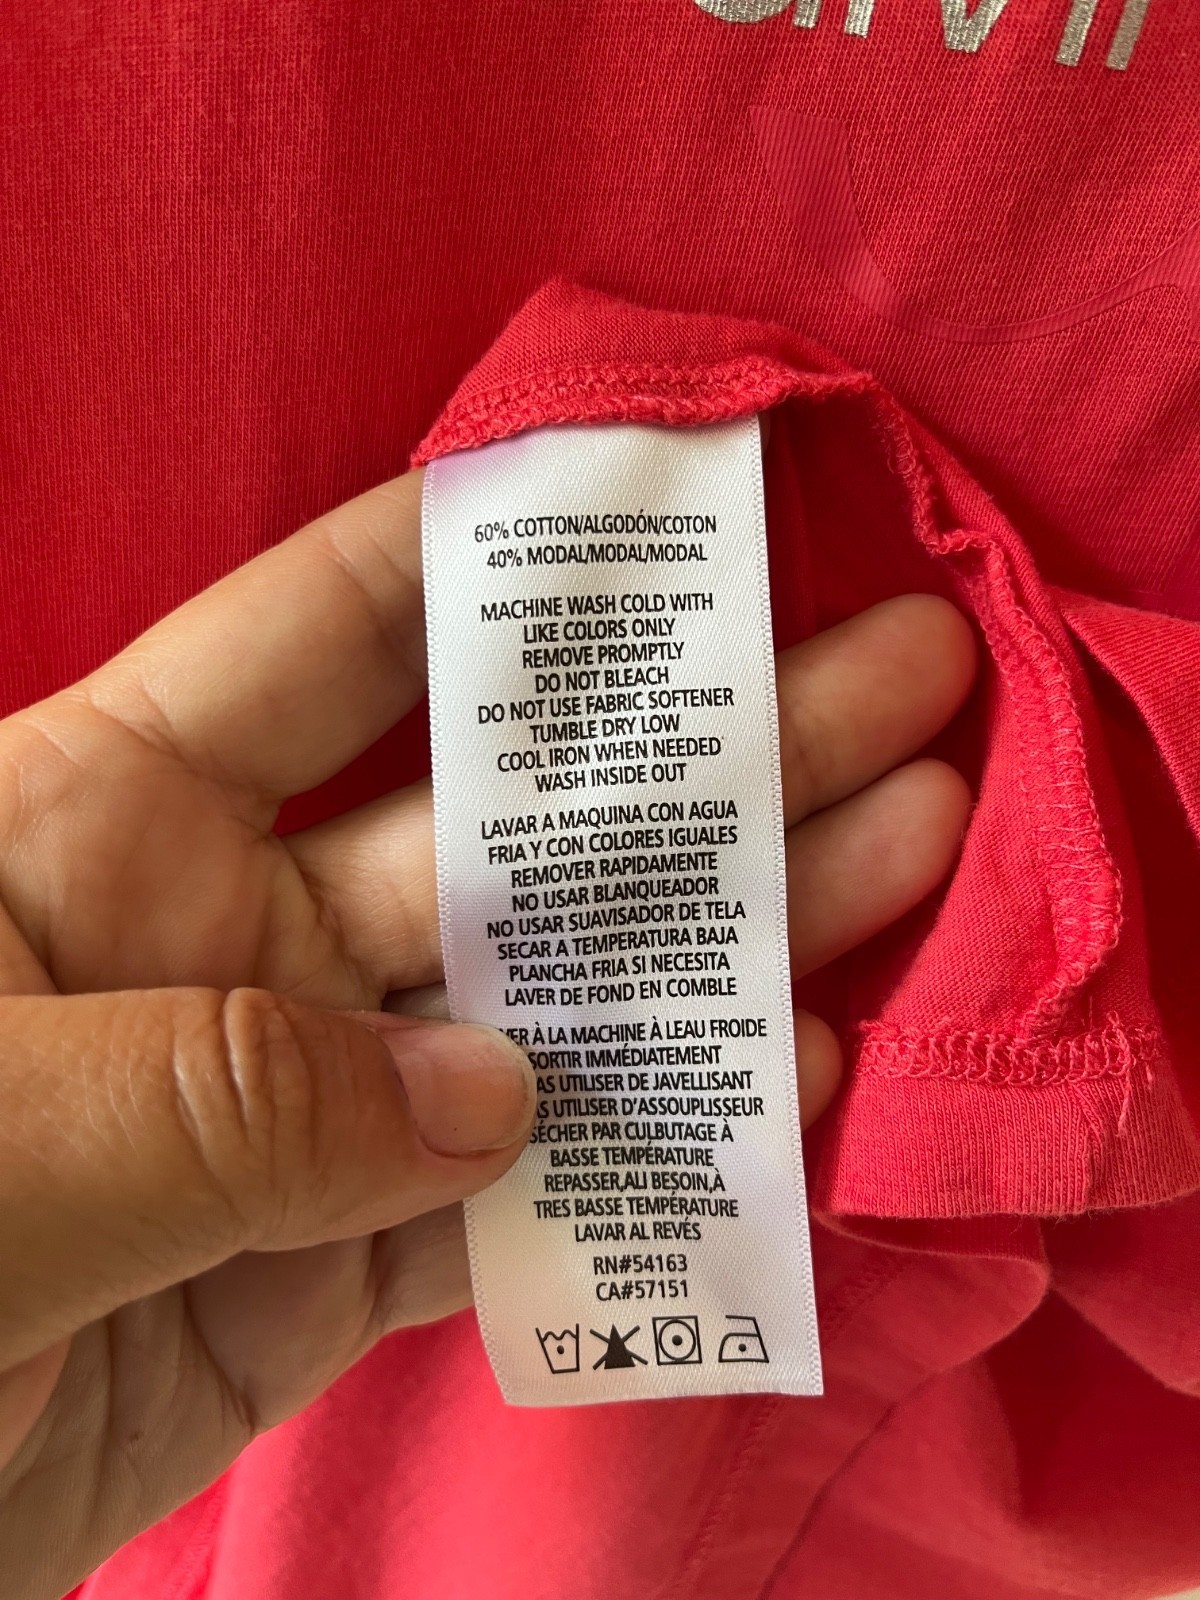 60% COTTON/ALGODÓN/COTON
40% MODAL/MODAL/MODAL
MACHINE WASH COLD WITH
LIKE COLORS ONLY
REMOVE PROMPTLY
DO NOT BLEACH
DO NOT USE FABRIC SOFTENER
TUMBLE DRY LOW
COOL IRON WHEN NEEDED
WASH INSIDE OUT
LAVAR A MAQUINA CON AGUA
FRIA Y CON COLORES IGUALES
REMOVER RAPIDAMENTE
NO USAR BLANQUEADOR
NO USAR SUAVISADOR DE TELA
SECAR A TEMPERATURA BAJA
PLANCHA FRIA SI NECESITA
LAVER DE FOND EN COMBLE
À LA MACHINE À LEAU FROIDE
SORTIR IMMÉDIATEMENT
UTILISER DE JAVELLISANT
UTILISER D'ASSOUPLISSEUR
SÉCHER PAR CULBUTAGE À
BASSE TEMPÉRATURE
REPASSER,ALI BESOIN,À
TRES BASSE TEMPÉRATURE
LAVAR AL REVÉS
RN#54163
CA#57151